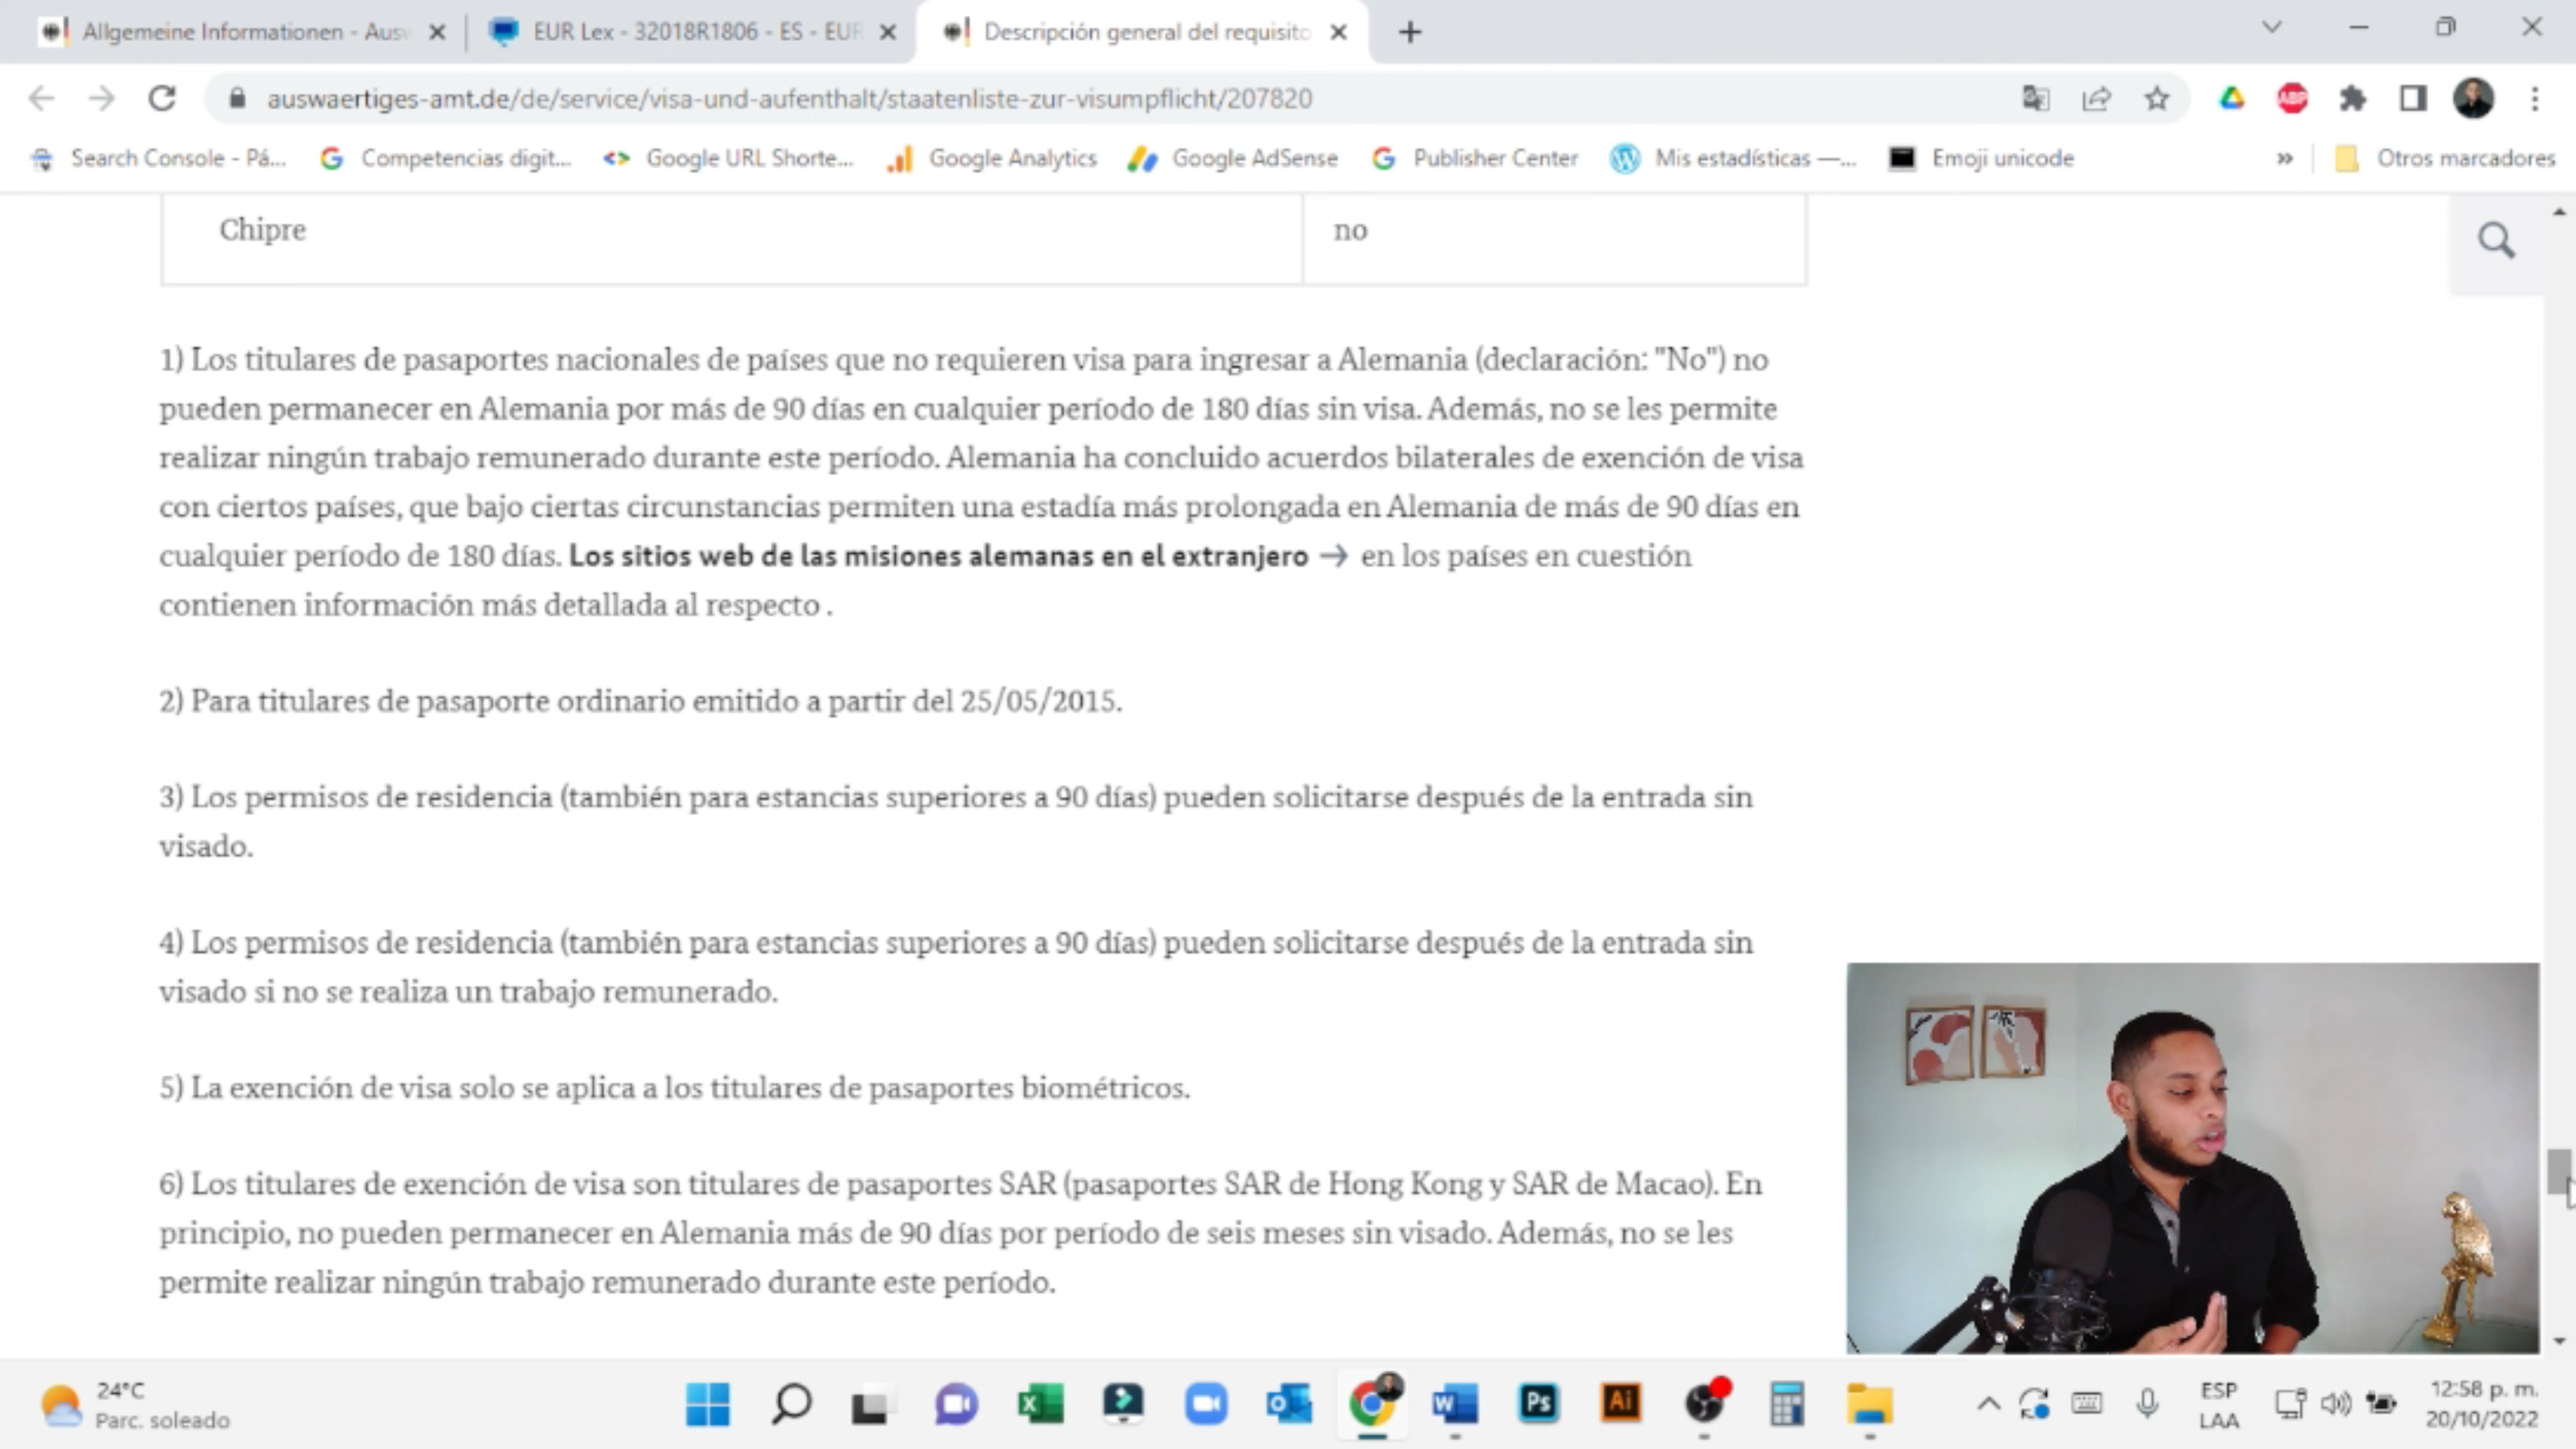 Allgemeine Informationen - Ausw
EUR Lex - 32018R1806 - ES - EUR
Descripción general del requisito
auswaertiges-amt.de/de/service/visa-und-aufenthalt/staatenliste-zur-visumpflicht/207820
ABP
Search Console - Pá...
Competencias digit...
Google URL Shorte...
Google Analytics
Google AdSense
Publisher Center
Mis estadísticas —...
Emoji unicode
»
Otros marcadores
Chipre no
1) Los titulares de pasaportes nacionales de países que no requieren visa para ingresar a Alemania (declaración: "No") no
pueden permanecer en Alemania por más de 90 días en cualquier período de 180 días sin visa. Además, no se les permite
realizar ningún trabajo remunerado durante este período. Alemania ha concluido acuerdos bilaterales de exención de visa
con ciertos países, que bajo ciertas circunstancias permiten una estadía más prolongada en Alemania de más de 90 días en
cualquier período de 180 días. Los sitios web de las misiones alemanas en el extranjero → en los países en cuestión
contienen información más detallada al respecto .
2) Para titulares de pasaporte ordinario emitido a partir del 25/05/2015.
3) Los permisos de residencia (también para estancias superiores a 90 días) pueden solicitarse después de la entrada sin
visado.
4) Los permisos de residencia (también para estancias superiores a 90 días) pueden solicitarse después de la entrada sin
visado si no se realiza un trabajo remunerado.
5) La exención de visa solo se aplica a los titulares de pasaportes biométricos.
6) Los titulares de exención de visa son titulares de pasaportes SAR (pasaportes SAR de Hong Kong y SAR de Macao). En
principio, no pueden permanecer en Alemania más de 90 días por período de seis meses sin visado. Además, no se les
permite realizar ningún trabajo remunerado durante este período.
24°C
Parc. soleado
Ps
Ai
ESP
LAA
12:58 p. m.
20/10/2022